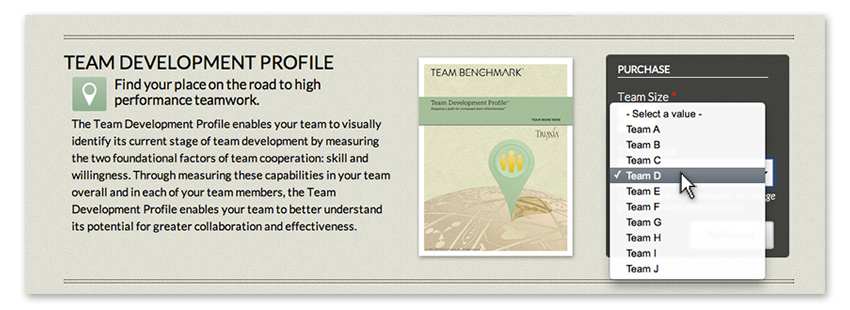 TEAM DEVELOPMENT PROFILE
Find your place on the road to high
performance teamwork.
The Team Development Profile enables your team to visually
identify its current stage of team development by measuring
the two foundational factors of team cooperation: skill and
willingness. Through measuring these capabilities in your team
overall and in each of your team members, the Team
Development Profile enables your team to better understand
its potential for greater collaboration and effectiveness.
TEAM BENCHMARK
Team Development Profile™
TEAM NAME HERE
PURCHASE
Team Size *
- Select a value -
Team A
Team B
Team C
✓ Team D
Team E
Team F
Team G
Team H
Team I
Team J